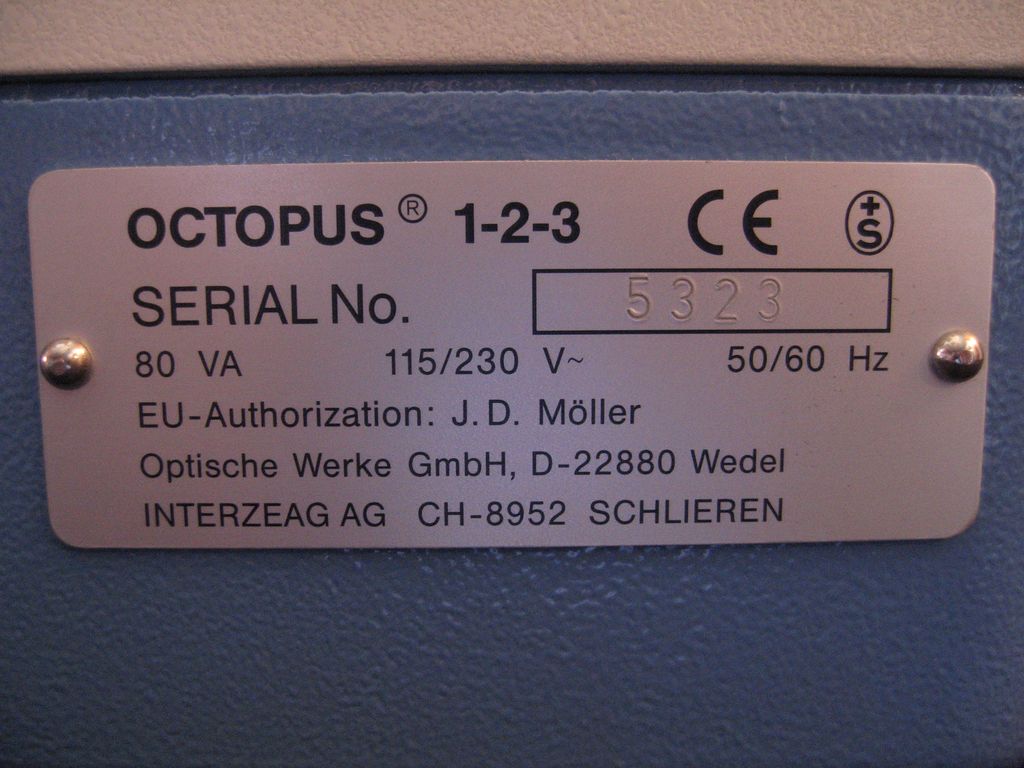 OCTOPUS® 1-2-3 CE +S
SERIAL No. 5323
80 VA 115/230 V~ 50/60 Hz
EU-Authorization: J.D. Möller
Optische Werke GmbH, D-22880 Wedel
INTERZEAG AG CH-8952 SCHLIEREN